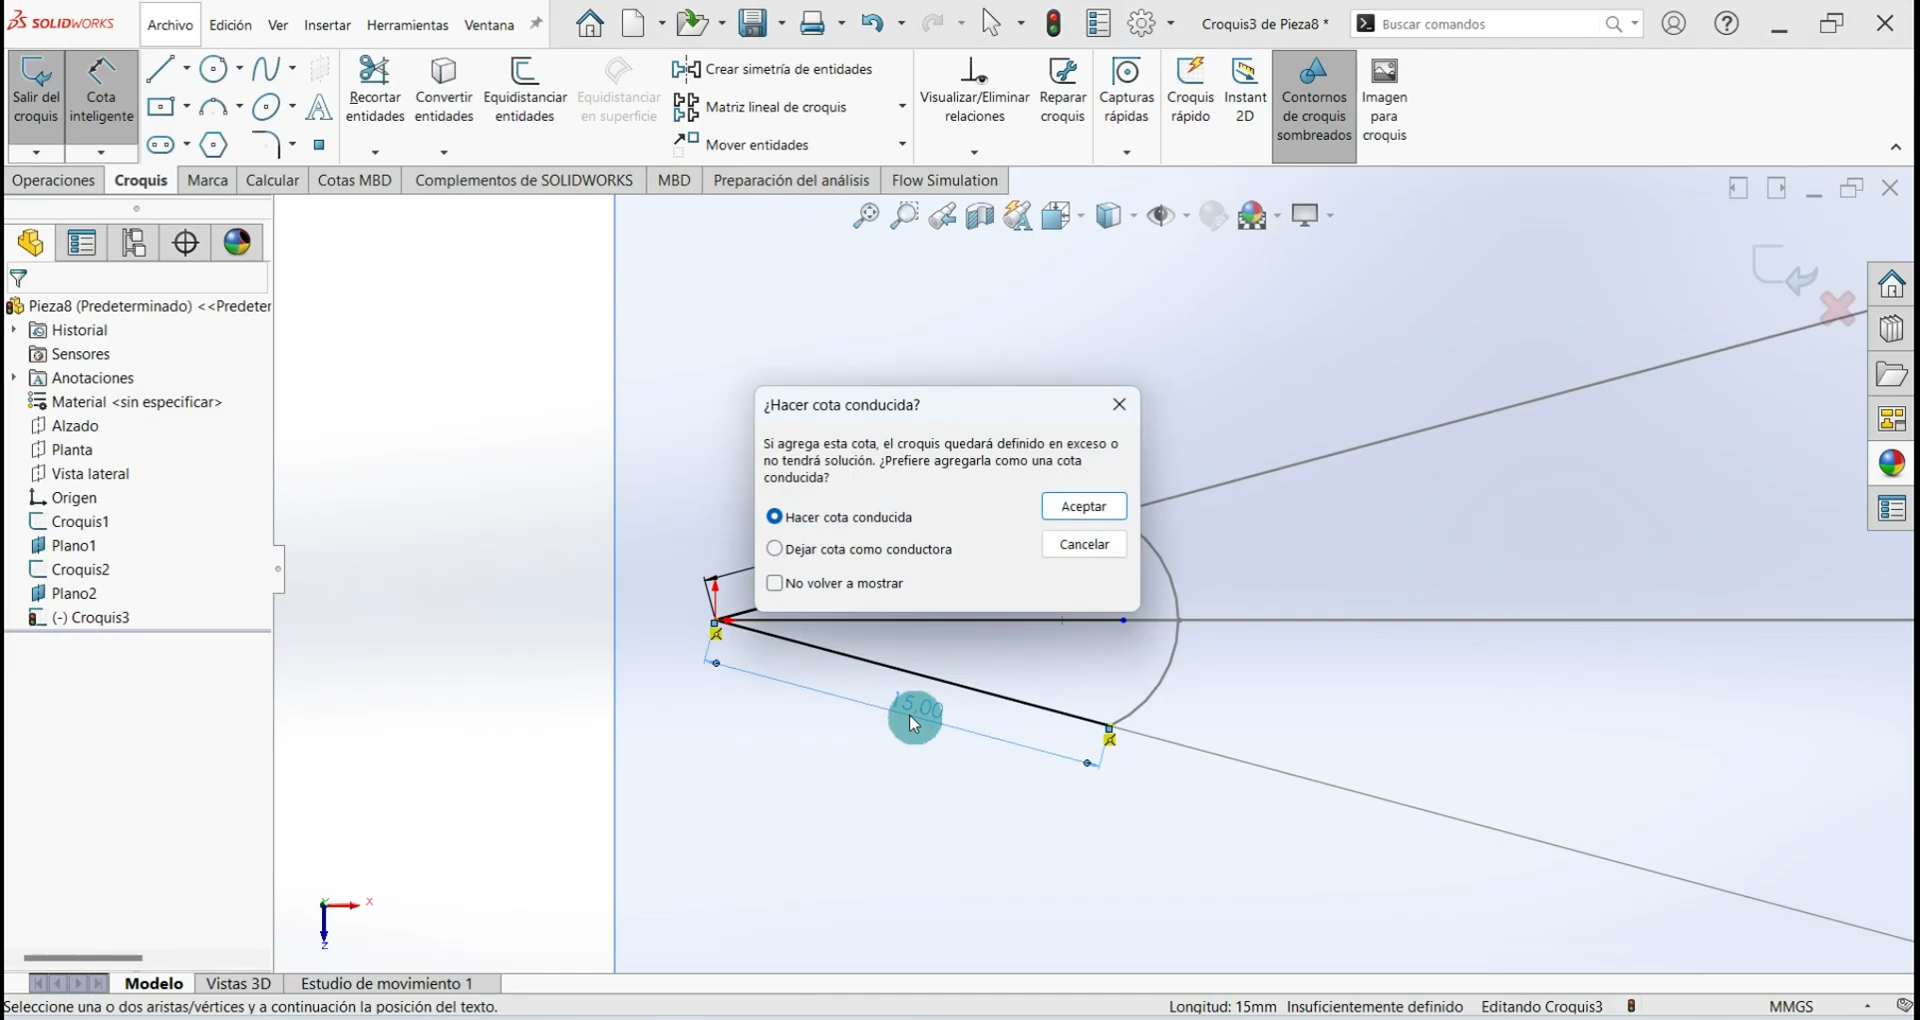 SOLIDWORKS
Archivo Edición Ver Insertar Herramientas Ventana
Croquis3 de Pieza8 *
Buscar comandos
Salir del croquis
Cota inteligente
Recortar entidades
Convertir entidades
Equidistanciar entidades
Equidistanciar en superficie
Crear simetría de entidades
Matriz lineal de croquis
Mover entidades
Visualizar/Eliminar relaciones
Reparar croquis
Capturas rápidas
Croquis rápido
Instant 2D
Contornos de croquis sombreados
Imagen para croquis
Operaciones Croquis Marca Calcular Cotas MBD Complementos de SOLIDWORKS MBD Preparación del análisis Flow Simulation
Pieza8 (Predeterminado) <<Predeter
Historial
Sensores
Anotaciones
Material <sin especificar>
Alzado
Planta
Vista lateral
Origen
Croquis1
Plano1
Croquis2
Plano2
(-) Croquis3
¿Hacer cota conducida?
Si agrega esta cota, el croquis quedará definido en exceso o
no tendrá solución. ¿Prefiere agregarla como una cota
conducida?
Hacer cota conducida
Aceptar
Dejar cota como conductora
Cancelar
No volver a mostrar
15,00
Y
X
Z
Modelo Vistas 3D Estudio de movimiento 1
Seleccione una o dos aristas/vértices y a continuación la posición del texto.
Longitud: 15mm Insuficientemente definido Editando Croquis3 MMGS